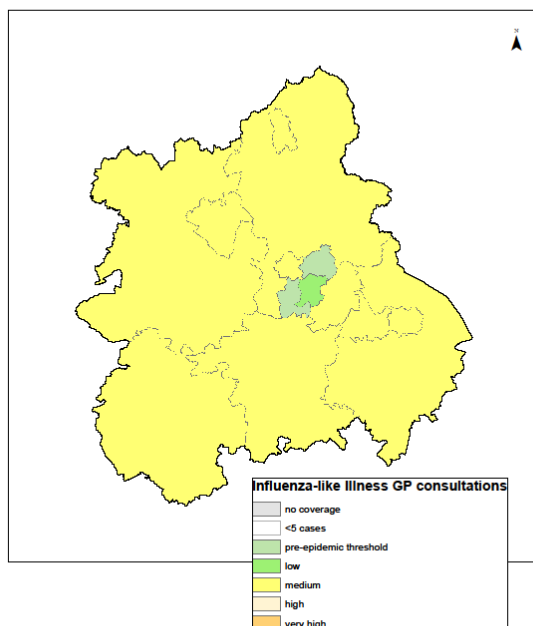 N
Influenza-like Illness GP consultations
no coverage
<5 cases
pre-epidemic threshold
low
medium
high
very high